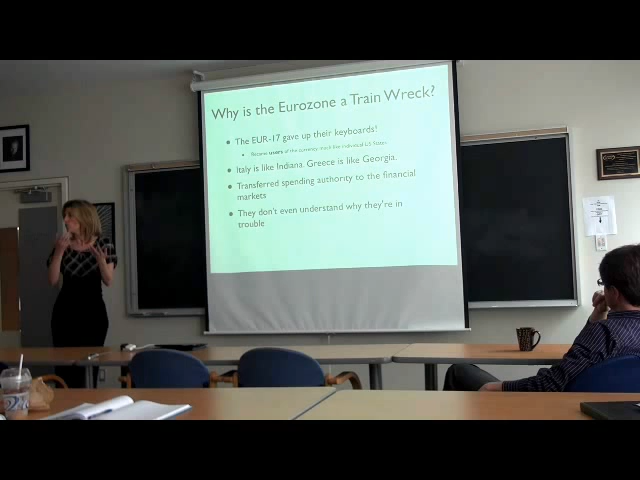 Why is the Eurozone a Train Wreck?
• The EUR-17 gave up their keyboards!
• Became users of the currency, much like individual US States
• Italy is like Indiana. Greece is like Georgia.
• Transferred spending authority to the financial
markets
• They don't even understand why they're in
trouble